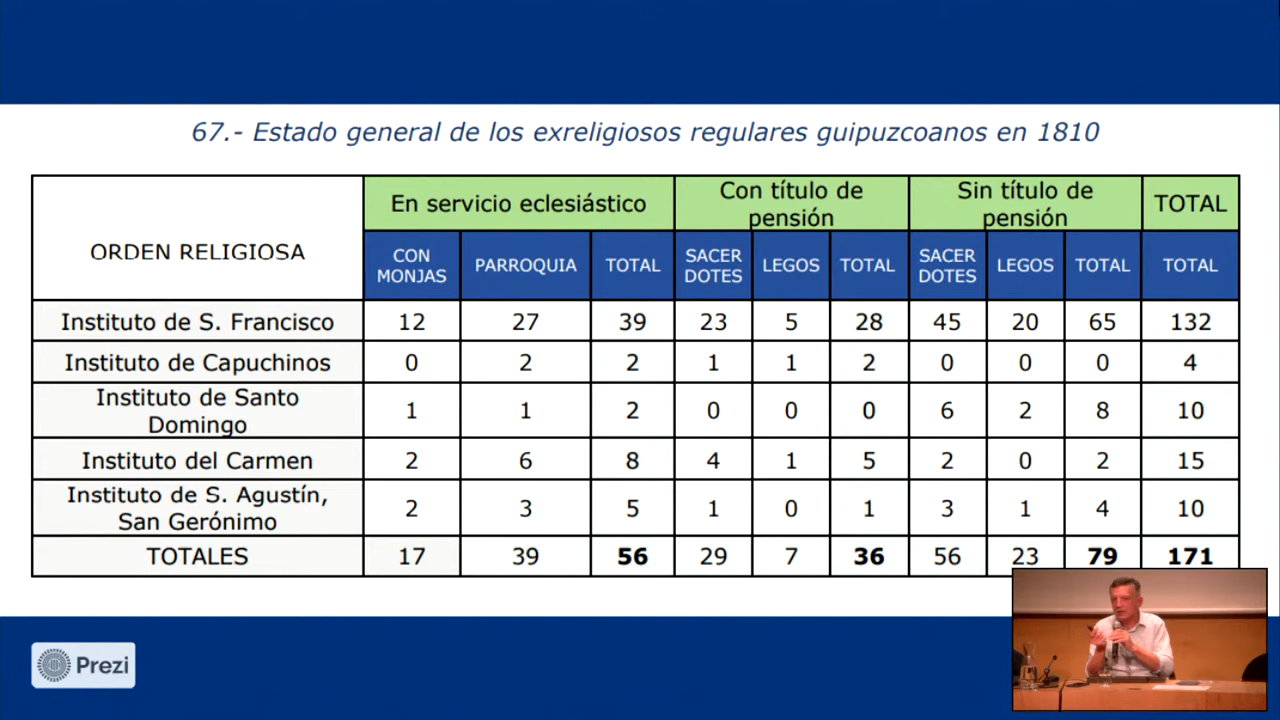 67.- Estado general de los exreligiosos regulares guipuzcoanos en 1810
ORDEN RELIGIOSA
En servicio eclesiástico
Con título de
pensión
Sin título de
pensión
TOTAL
CON
MONJAS
PARROQUIA
TOTAL
SACER
DOTES
LEGOS
TOTAL
SACER
DOTES
LEGOS
TOTAL
TOTAL
Instituto de S. Francisco 12 27 39 23 5 28 45 20 65 132
Instituto de Capuchinos 0 2 2 1 1 2 0 0 0 4
Instituto de Santo
Domingo 1 1 2 0 0 0 6 2 8 10
Instituto del Carmen 2 6 8 4 1 5 2 0 2 15
Instituto de S. Agustín,
San Gerónimo 2 3 5 1 0 1 3 1 4 10
TOTALES 17 39 56 29 7 36 56 23 79 171
Prezi